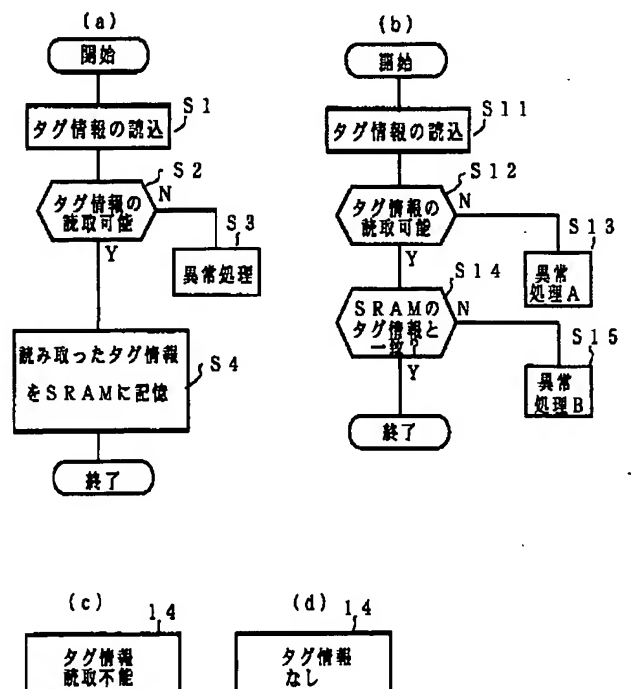 (a)
開始
S1
タグ情報の読込
S2
タグ情報の
読取可能
N
Y
S3
異常処理
読み取ったタグ情報
をSRAMに記憶
S4
終了
(b)
開始
S11
タグ情報の読込
S12
タグ情報の
読取可能
N
Y
S13
異常
処理A
S14
SRAMの
タグ情報と
一致?
N
Y
S15
異常
処理B
終了
(c)
14
タグ情報
読取不能
(d)
14
タグ情報
なし